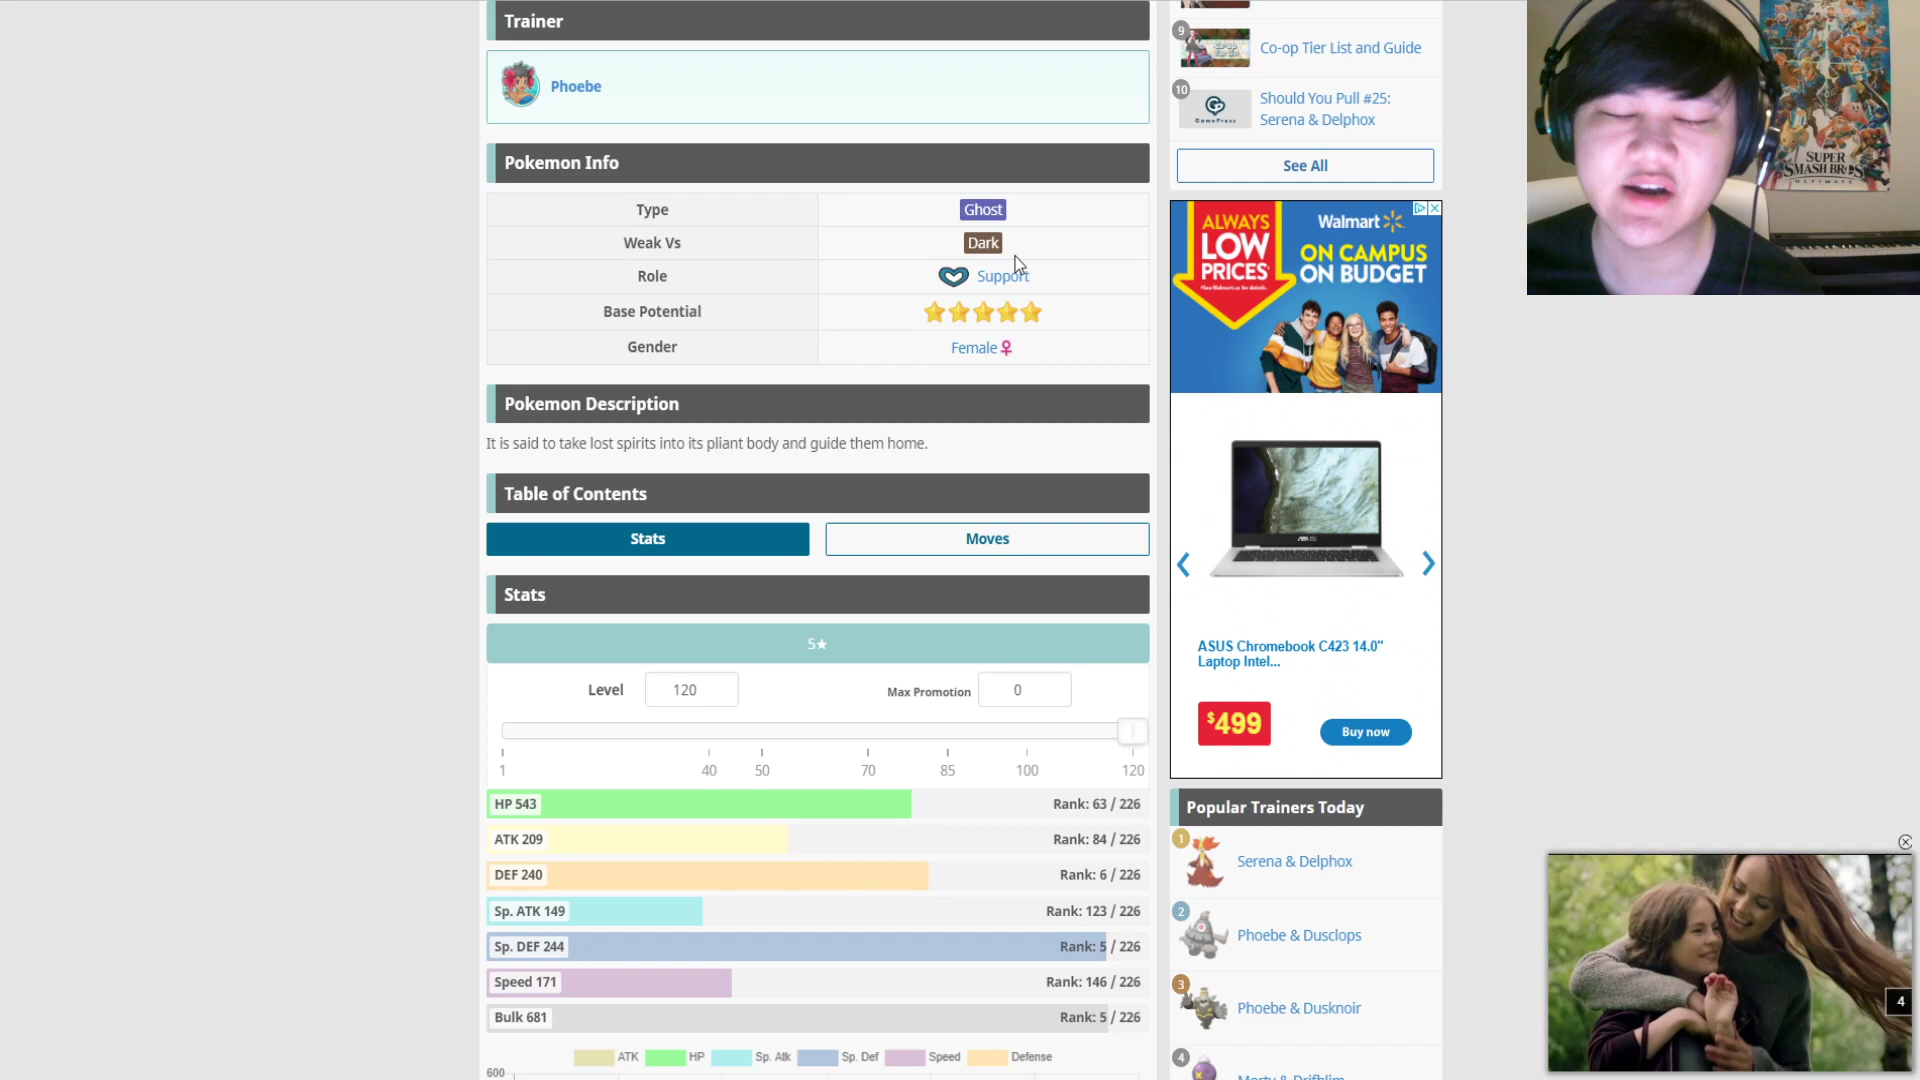 Trainer
Phoebe
Pokemon Info
Type Ghost
Weak Vs Dark
Role Support
Base Potential
Gender Female♀
Pokemon Description
It is said to take lost spirits into its pliant body and guide them home.
Table of Contents
Stats Moves
Stats
5★
Level 120 Max Promotion 0
1 40 50 70 85 100 120
HP 543 Rank: 63 / 226
ATK 209 Rank: 84 / 226
DEF 240 Rank: 6 / 226
Sp. ATK 149 Rank: 123 / 226
Sp. DEF 244 Rank: 5 / 226
Speed 171 Rank: 146 / 226
Bulk 681 Rank: 5 / 226
ATK HP Sp. Atk Sp. Def Speed Defense
600
9
Co-op Tier List and Guide
10
GamePress
Should You Pull #25:
Serena & Delphox
See All
ALWAYS
LOW
PRICES
Walmart
ON CAMPUS
ON BUDGET
ASUS
ASUS Chromebook C423 14.0"
Laptop Intel...
$499
Buy now
Popular Trainers Today
1
Serena & Delphox
2
Phoebe & Dusclops
3
Phoebe & Dusknoir
4
Morty & Drifblim
SUPER
SMASH BROS
ULTIMATE
4